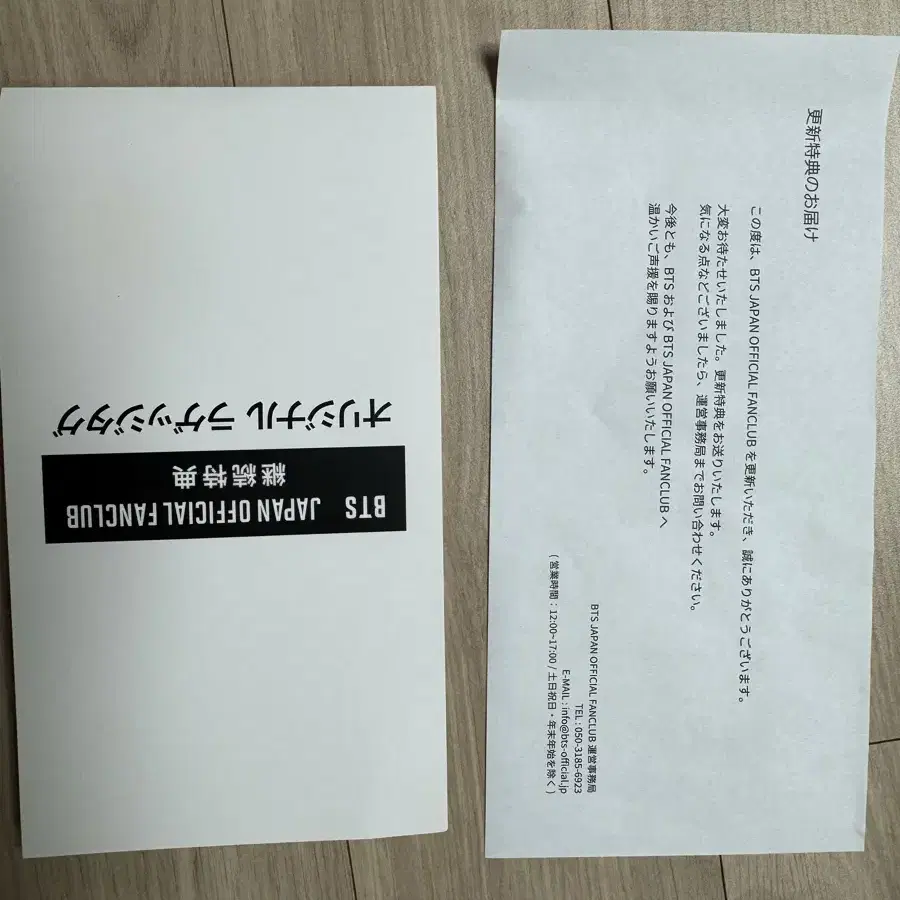 BTS JAPAN OFFICIAL FANCLUB
継続特典
オリジナル ラゲッジタグ
更新特典のお届け
この度は、BTS JAPAN OFFICIAL FANCLUB を更新いただき、誠にありがとうございます。
大変お待たせいたしました。更新特典をお送りいたします。
気になる点などございましたら、運営事務局までお問い合わせください。
今後とも、BTS および BTS JAPAN OFFICIAL FANCLUB へ
温かいご声援を賜りますようお願いいたします。
BTS JAPAN OFFICIAL FANCLUB 運営事務局
TEL : 050-3185-6923
E-MAIL : info@bts-official.jp
( 営業時間：12:00~17:00 / 土日祝日・年末年始を除く )